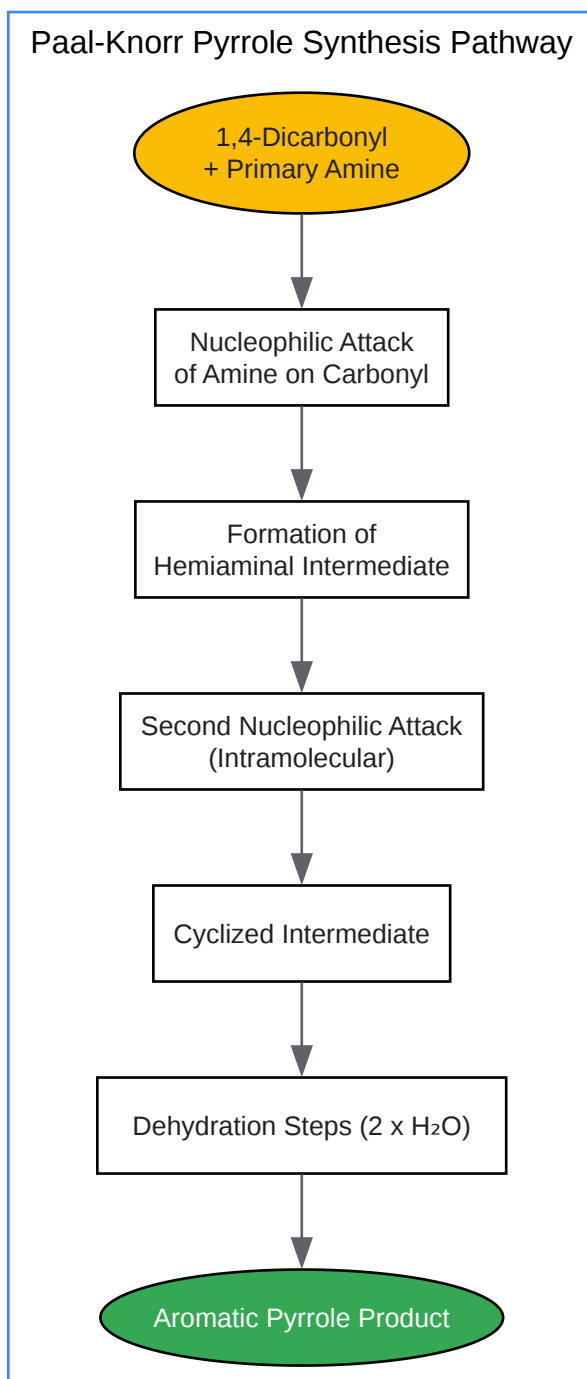 Paal-Knorr Pyrrole Synthesis Pathway
1,4-Dicarbonyl
+ Primary Amine
Nucleophilic Attack
of Amine on Carbonyl
Formation of
Hemiaminal Intermediate
Second Nucleophilic Attack
(Intramolecular)
Cyclized Intermediate
Dehydration Steps (2 x H₂O)
Aromatic Pyrrole Product